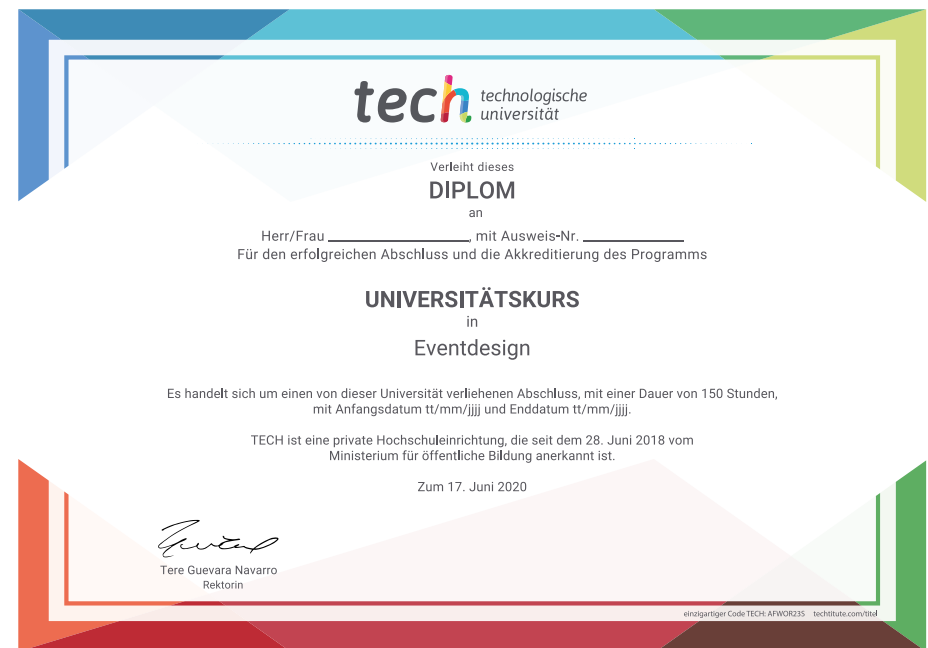 tech technologische
universität
Verleiht dieses
DIPLOM
an
Herr/Frau ____________________, mit Ausweis-Nr. ______________
Für den erfolgreichen Abschluss und die Akkreditierung des Programms
UNIVERSITÄTSKURS
in
Eventdesign
Es handelt sich um einen von dieser Universität verliehenen Abschluss, mit einer Dauer von 150 Stunden,
mit Anfangsdatum tt/mm/jjjj und Enddatum tt/mm/jjjj.
TECH ist eine private Hochschuleinrichtung, die seit dem 28. Juni 2018 vom
Ministerium für öffentliche Bildung anerkannt ist.
Zum 17. Juni 2020
Tere Guevara Navarro
Rektorin
einzigartiger Code TECH: AFWOR23S techtitute.com/titel